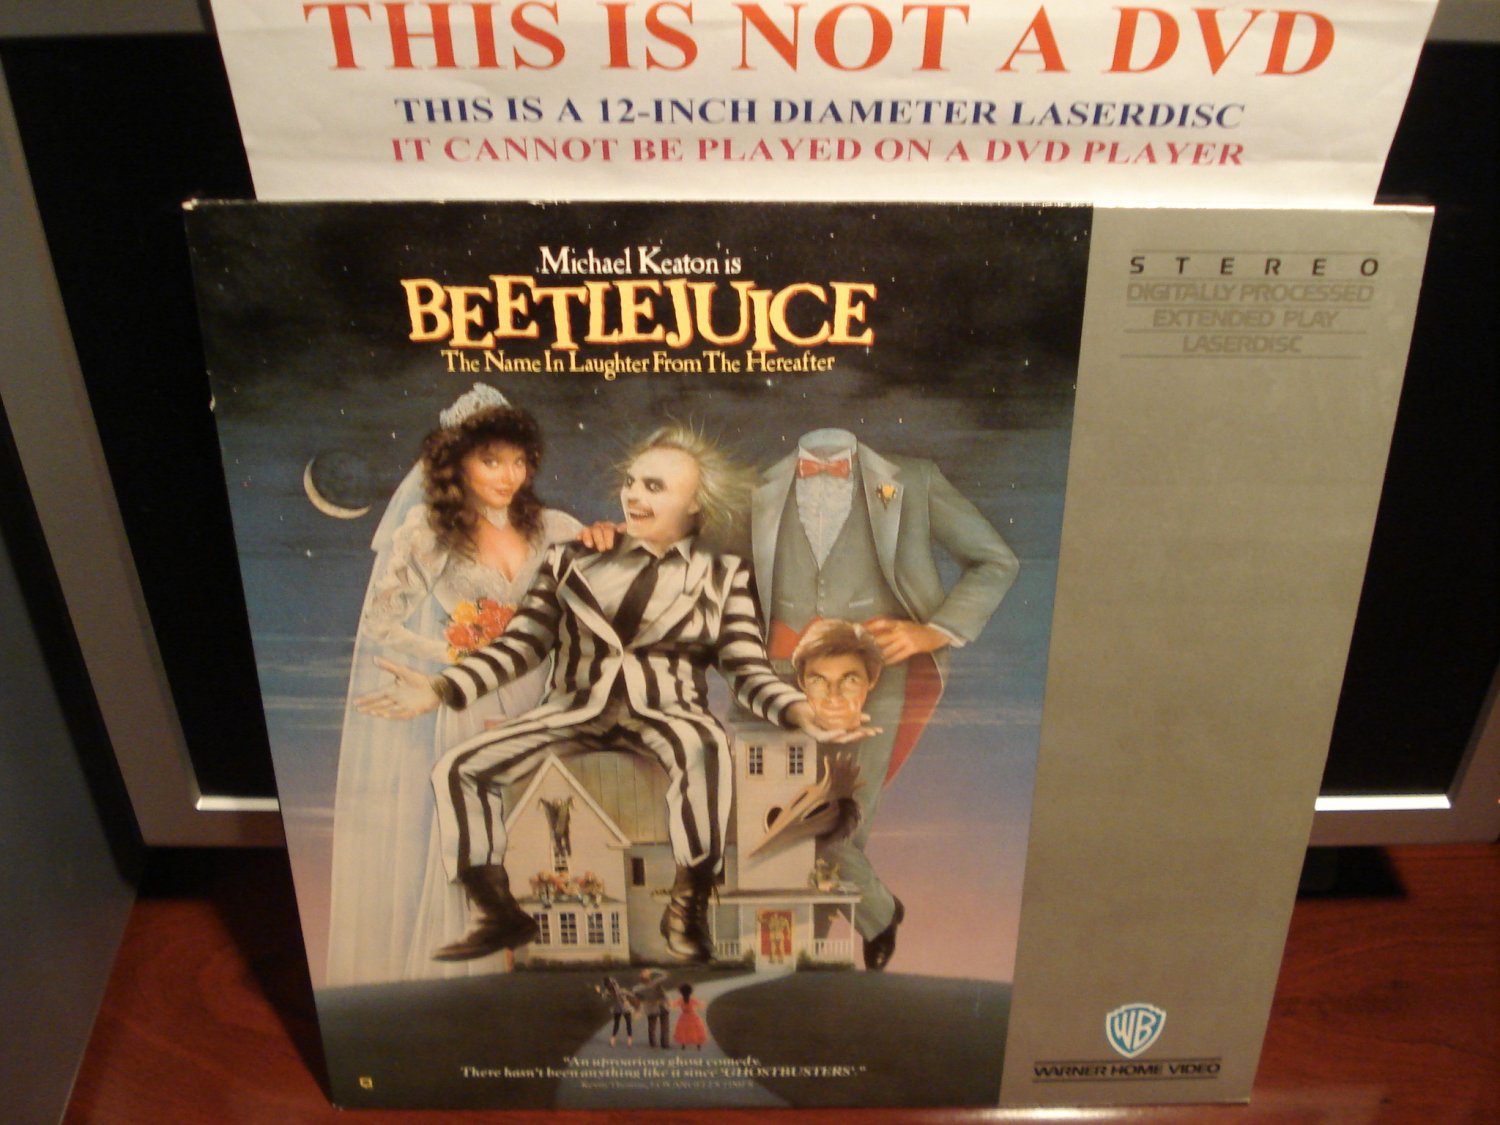 THIS IS NOT A DVD
THIS IS A 12-INCH DIAMETER LASERDISC
IT CANNOT BE PLAYED ON A DVD PLAYER
Michael Keaton is
BEETLEJUICE
The Name In Laughter From The Hereafter
STEREO
DIGITALLY PROCESSED
EXTENDED PLAY
LASERDISC
"An uproarious ghost comedy.
There hasn't been anything like it since 'GHOSTBUSTERS'."
WB
WARNER HOME VIDEO